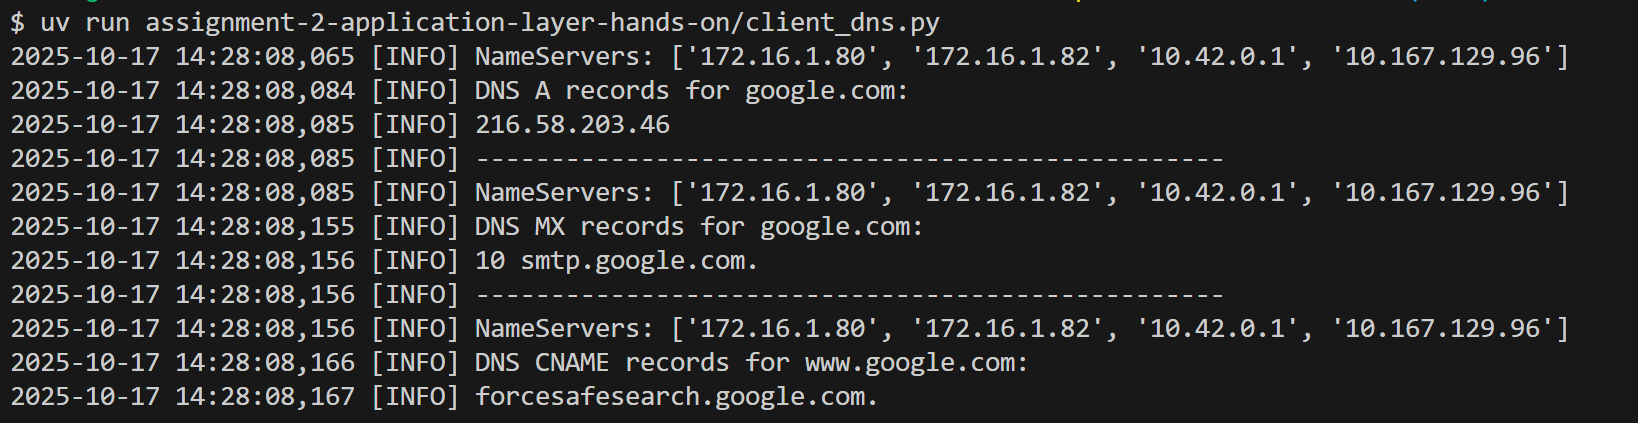 $ uv run assignment-2-application-layer-hands-on/client_dns.py
2025-10-17 14:28:08,065 [INFO] NameServers: ['172.16.1.80', '172.16.1.82', '10.42.0.1', '10.167.129.96']
2025-10-17 14:28:08,084 [INFO] DNS A records for google.com:
2025-10-17 14:28:08,085 [INFO] 216.58.203.46
2025-10-17 14:28:08,085 [INFO] --------------------------------------------------
2025-10-17 14:28:08,085 [INFO] NameServers: ['172.16.1.80', '172.16.1.82', '10.42.0.1', '10.167.129.96']
2025-10-17 14:28:08,155 [INFO] DNS MX records for google.com:
2025-10-17 14:28:08,156 [INFO] 10 smtp.google.com.
2025-10-17 14:28:08,156 [INFO] --------------------------------------------------
2025-10-17 14:28:08,156 [INFO] NameServers: ['172.16.1.80', '172.16.1.82', '10.42.0.1', '10.167.129.96']
2025-10-17 14:28:08,166 [INFO] DNS CNAME records for www.google.com:
2025-10-17 14:28:08,167 [INFO] forcesafesearch.google.com.